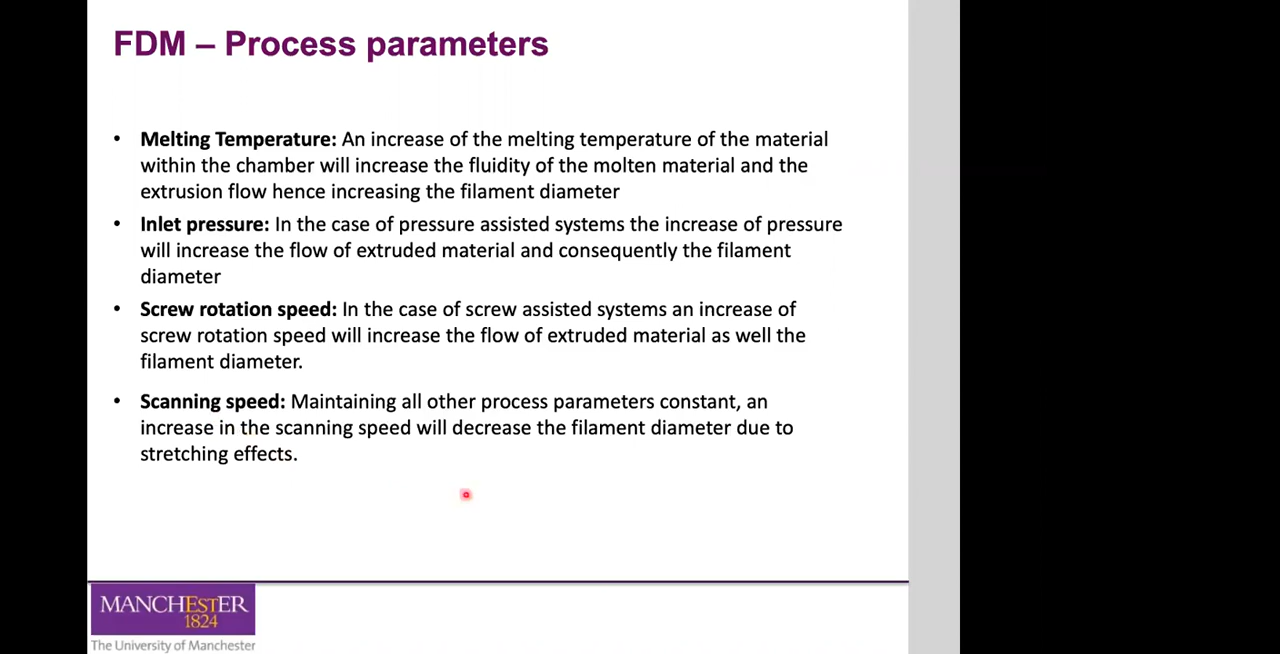 FDM – Process parameters
• Melting Temperature: An increase of the melting temperature of the material
within the chamber will increase the fluidity of the molten material and the
extrusion flow hence increasing the filament diameter
• Inlet pressure: In the case of pressure assisted systems the increase of pressure
will increase the flow of extruded material and consequently the filament
diameter
• Screw rotation speed: In the case of screw assisted systems an increase of
screw rotation speed will increase the flow of extruded material as well the
filament diameter.
• Scanning speed: Maintaining all other process parameters constant, an
increase in the scanning speed will decrease the filament diameter due to
stretching effects.
MANCHESTER
1824
The University of Manchester